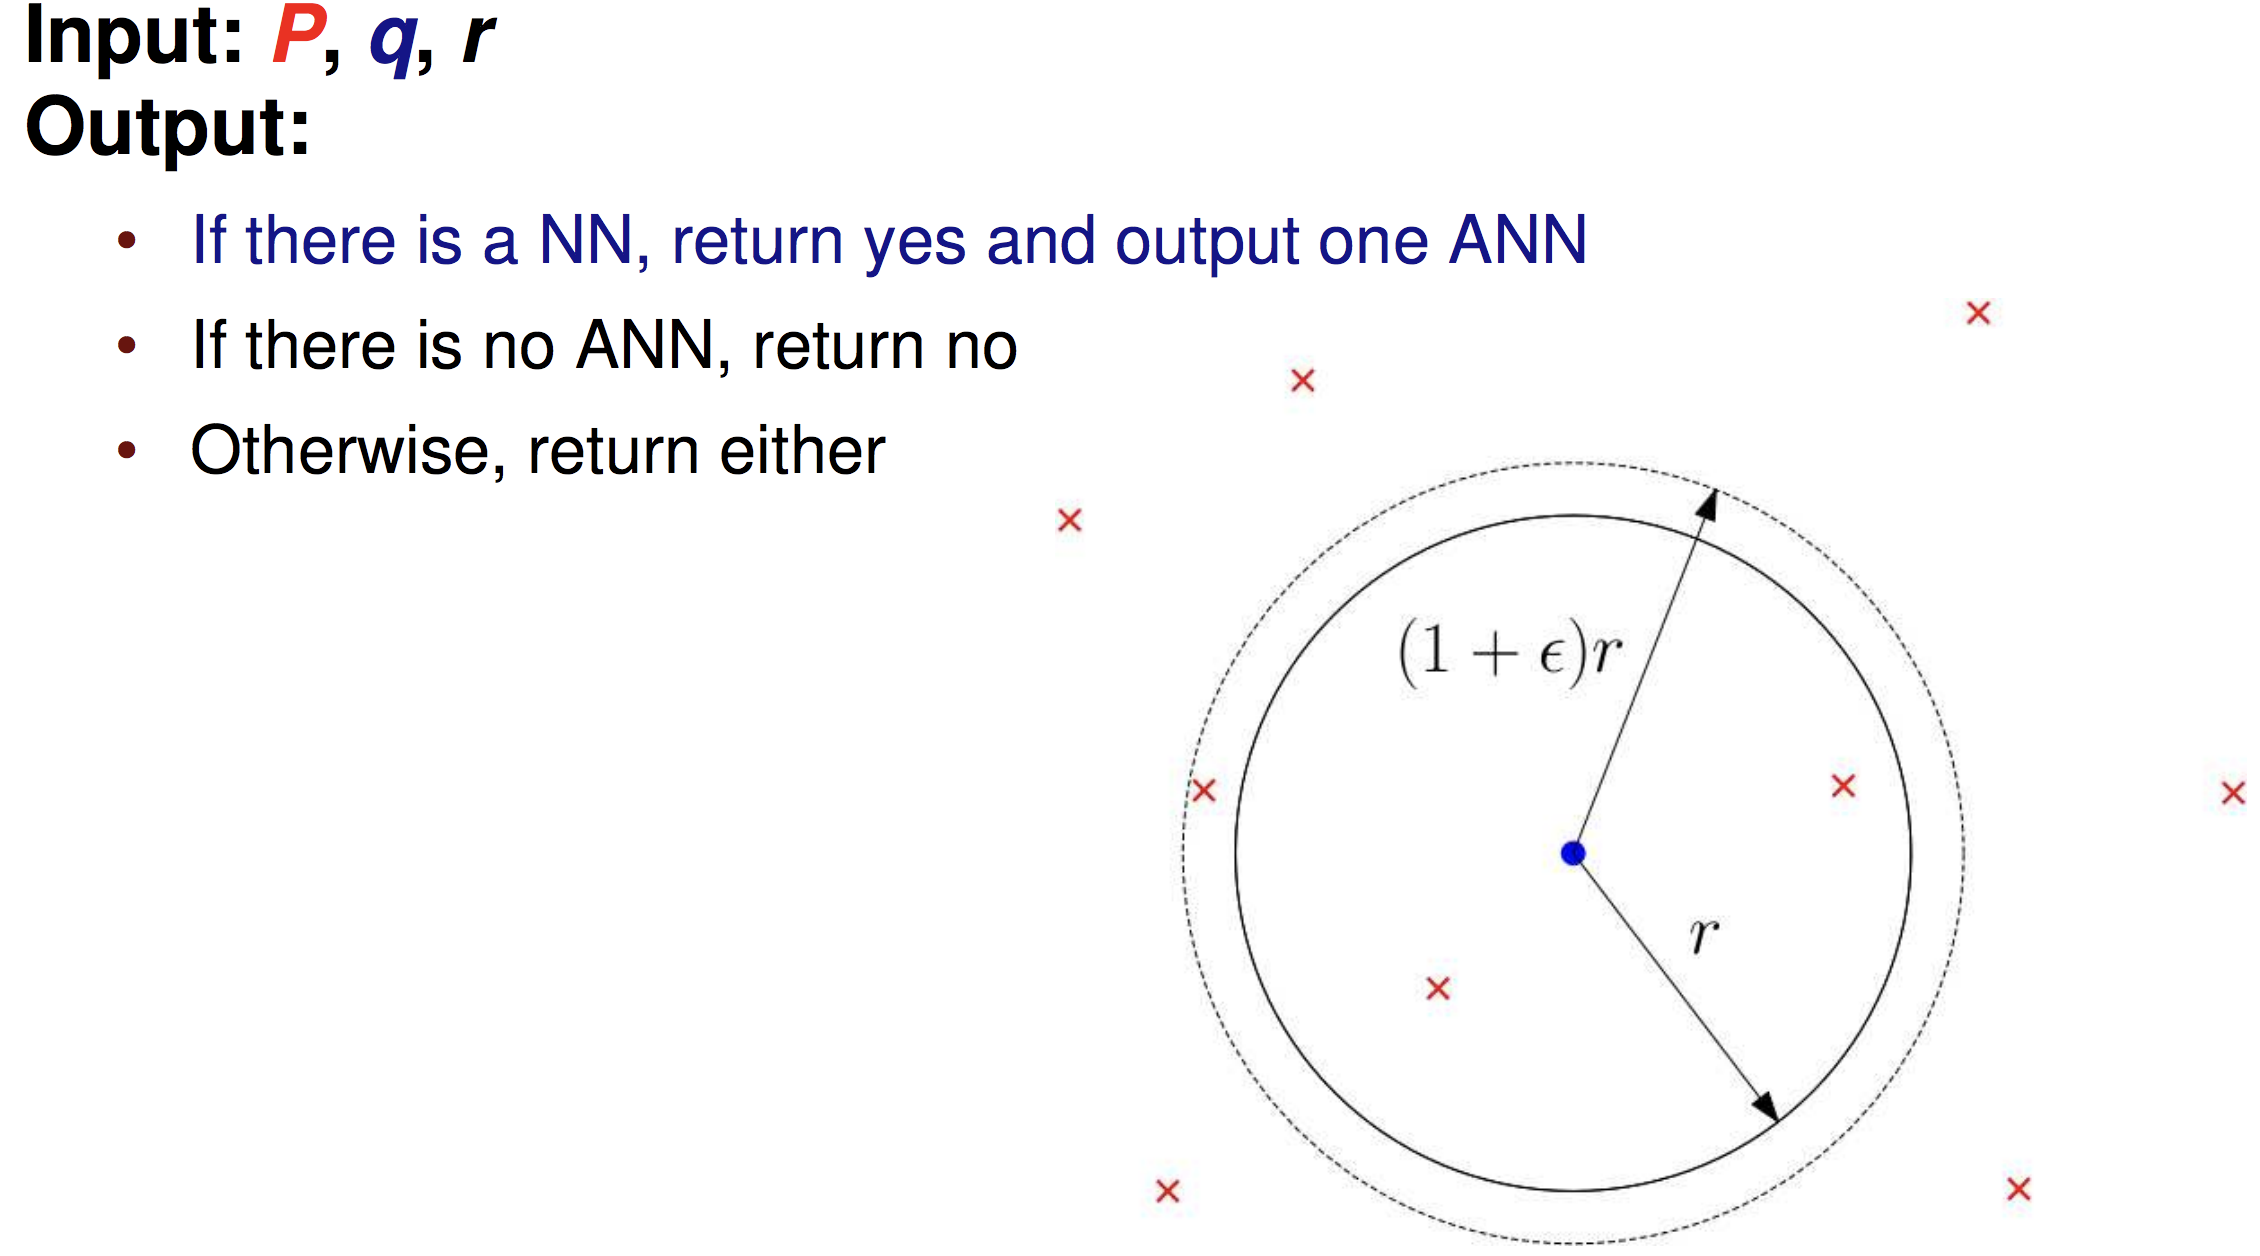 Input: P, q, r
Output:
• If there is a NN, return yes and output one ANN
• If there is no ANN, return no
• Otherwise, return either
(1 + ϵ)r
r